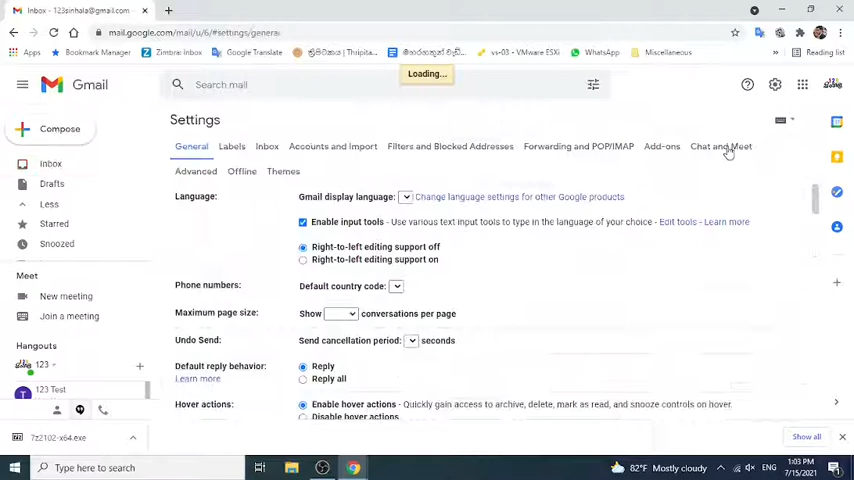 Inbox - 123sinhala@gmail.com
mail.google.com/mail/u/6/#settings/general
Apps
Bookmarks
Zimbra: Inbox
Google Translate
ත්‍රිපිටකය | Thripita...
vs-03 - VMware ESXi
WhatsApp
Miscellaneous
Reading list
Loading...
Gmail
Search mail
Compose
Settings
General Labels Inbox Accounts and Import Filters and Blocked Addresses Forwarding and POP/IMAP Add-ons Chat and Meet
Advanced Offline Themes
Inbox
Drafts
Less
Starred
Snoozed
Meet
New meeting
Join a meeting
Hangouts
123
123 Test
T
Language:
Gmail display language: Change language settings for other Google products
Enable input tools - Use various text input tools to type in the language of your choice - Edit tools - Learn more
Right-to-left editing support off
Right-to-left editing support on
Phone numbers:
Default country code:
Maximum page size:
Show conversations per page
Undo Send:
Send cancellation period: seconds
Default reply behavior:
Learn more
Reply
Reply all
Hover actions:
Enable hover actions - Quickly gain access to archive, delete, mark as read, and snooze controls on hover.
Disable hover actions
7z2102-x64.exe
Show all
Type here to search
82°F Mostly cloudy
ENG
1:03 PM
7/15/2021